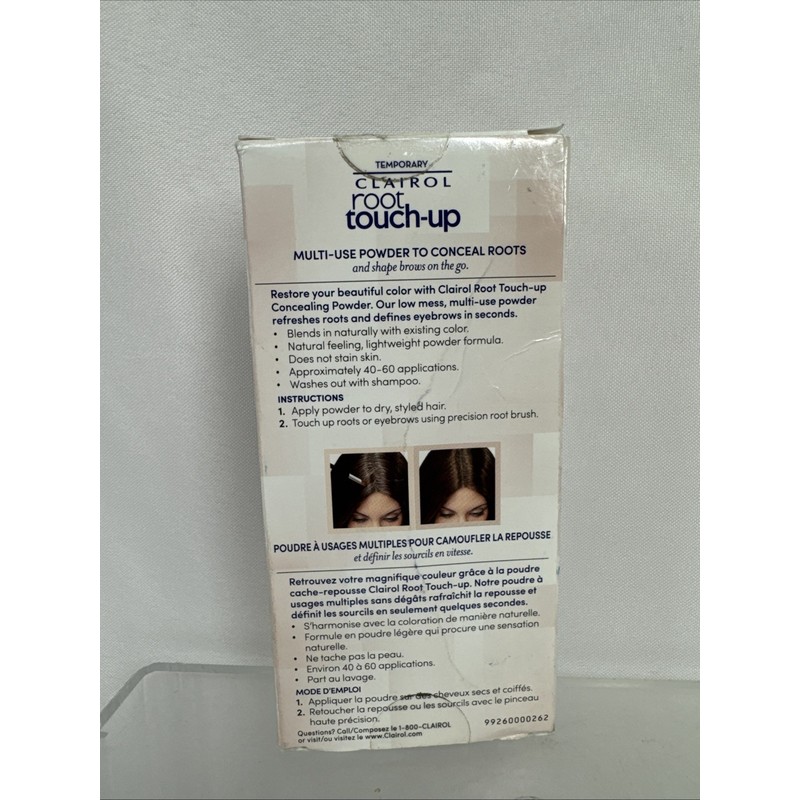 TEMPORARY
CLAIROL
root
touch-up
MULTI-USE POWDER TO CONCEAL ROOTS
and shape brows on the go.
Restore your beautiful color with Clairol Root Touch-up
Concealing Powder. Our low mess, multi-use powder
refreshes roots and defines eyebrows in seconds.
• Blends in naturally with existing color.
• Natural feeling, lightweight powder formula.
• Does not stain skin.
• Approximately 40-60 applications.
• Washes out with shampoo.
INSTRUCTIONS
1. Apply powder to dry, styled hair.
2. Touch up roots or eyebrows using precision root brush.
POUDRE À USAGES MULTIPLES POUR CAMOUFLER LA REPOUSSE
et définir les sourcils en vitesse.
Retrouvez votre magnifique couleur grâce à la poudre
cache-repousse Clairol Root Touch-up. Notre poudre à
usages multiples sans dégâts rafraîchit la repousse et
définit les sourcils en seulement quelques secondes.
• S'harmonise avec la coloration de manière naturelle.
• Formule en poudre légère qui procure une sensation
naturelle.
• Ne tache pas la peau.
• Environ 40 à 60 applications.
• Part au lavage.
MODE D'EMPLOI
1. Appliquer la poudre sur des cheveux secs et coiffés.
2. Retoucher la repousse ou les sourcils avec le pinceau
haute précision.
Questions? Call/Composez le 1-800-CLAIROL
or visit/ou visitez le www.Clairol.com
99260000262